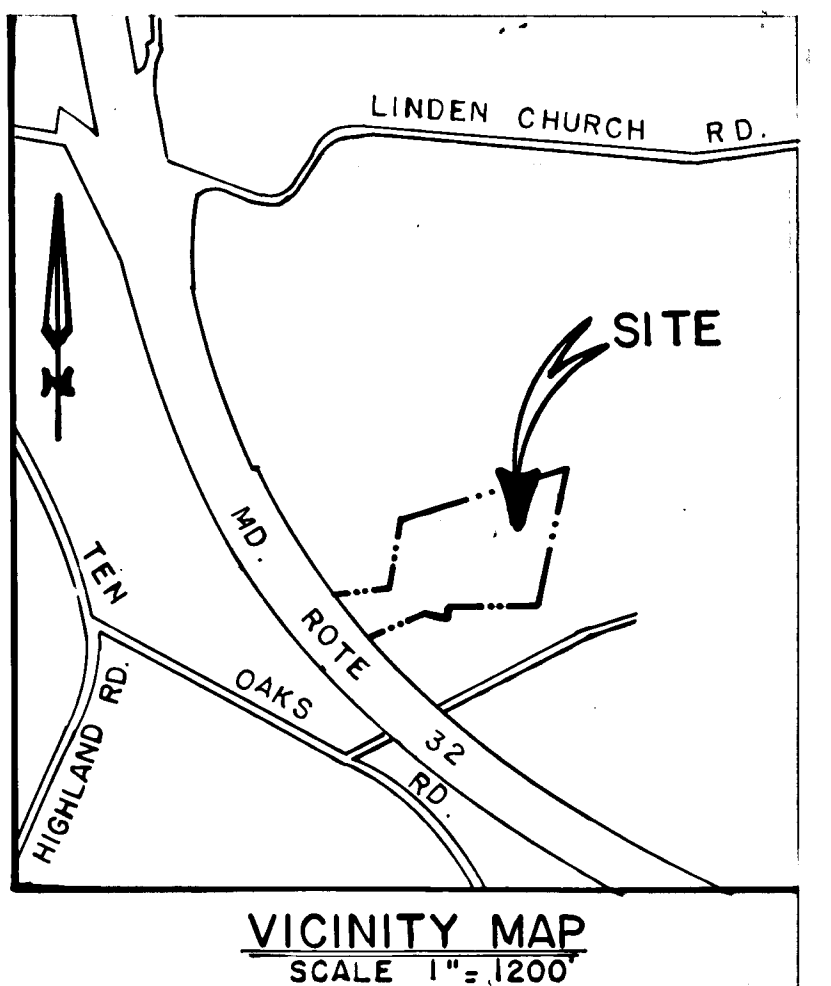 LINDEN CHURCH RD.
SITE
MD. ROTE 32
TEN OAKS RD.
HIGHLAND RD.
VICINITY MAP
SCALE 1" = 1200'